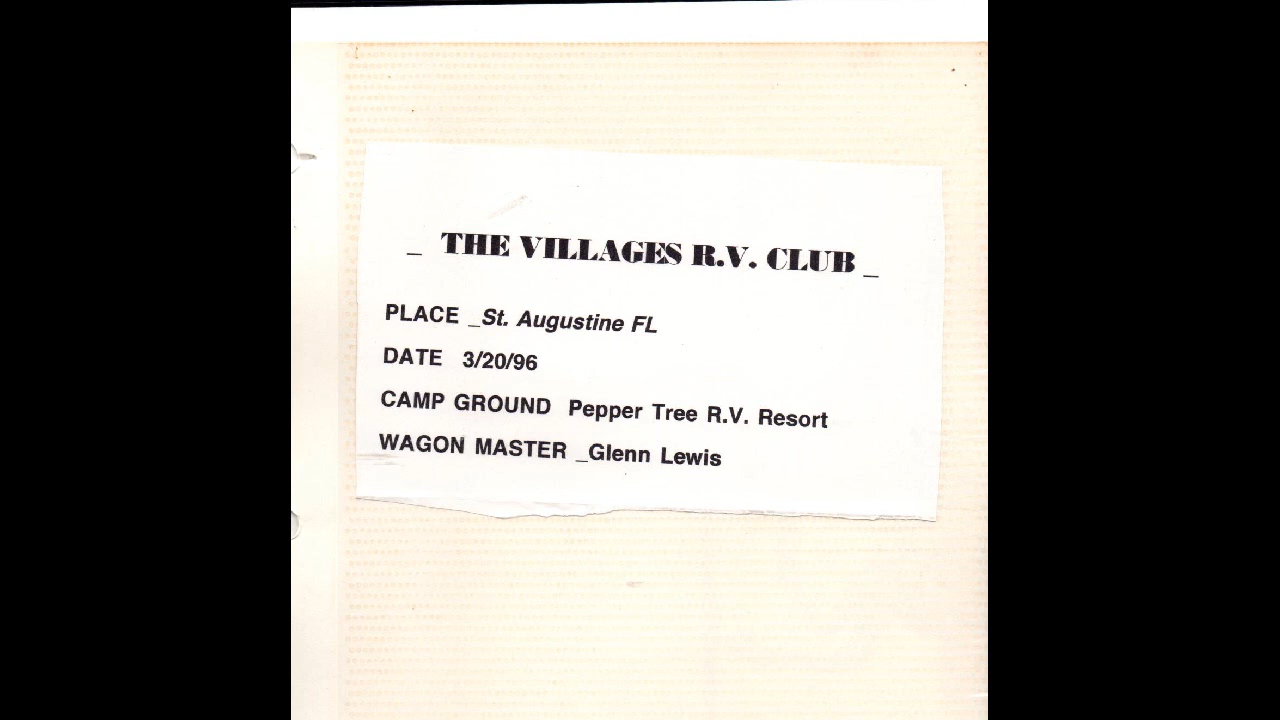 _ THE VILLAGES R.V. CLUB _
PLACE _St. Augustine FL
DATE 3/20/96
CAMP GROUND Pepper Tree R.V. Resort
WAGON MASTER _Glenn Lewis